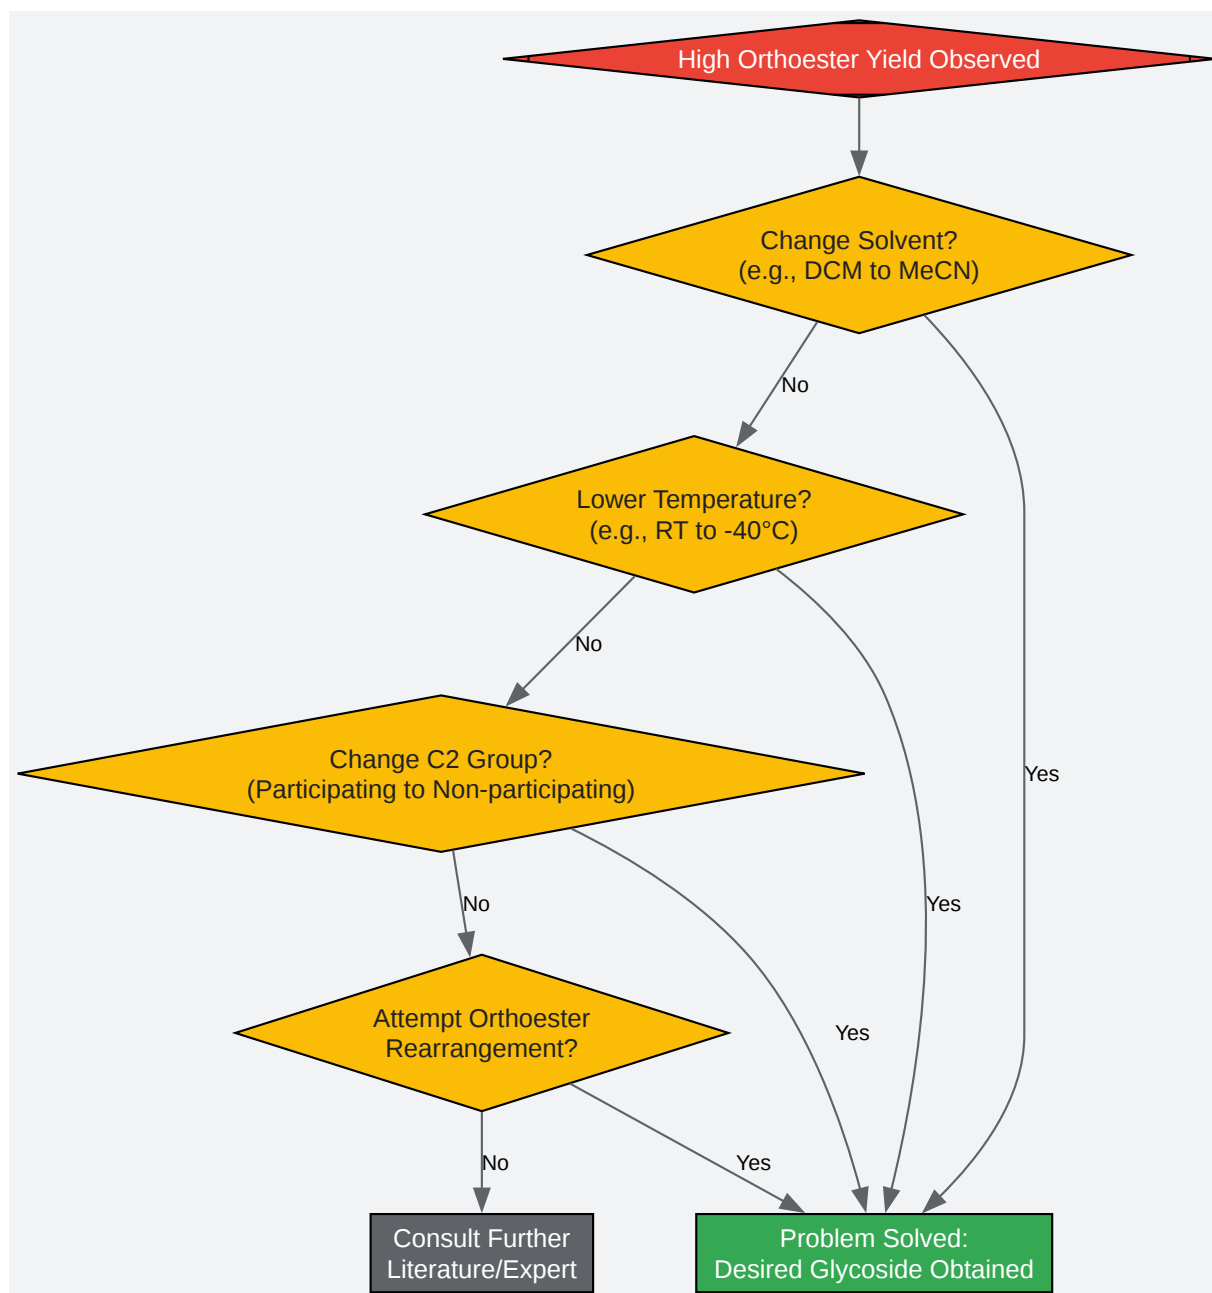 High Orthoester Yield Observed
Change Solvent?
(e.g., DCM to MeCN)
No
Lower Temperature?
(e.g., RT to -40°C)
No
Change C2 Group?
(Participating to Non-participating)
Yes
No
Yes
Attempt Orthoester
Rearrangement?
Yes
No
Yes
Consult Further
Literature/Expert
Problem Solved:
Desired Glycoside Obtained